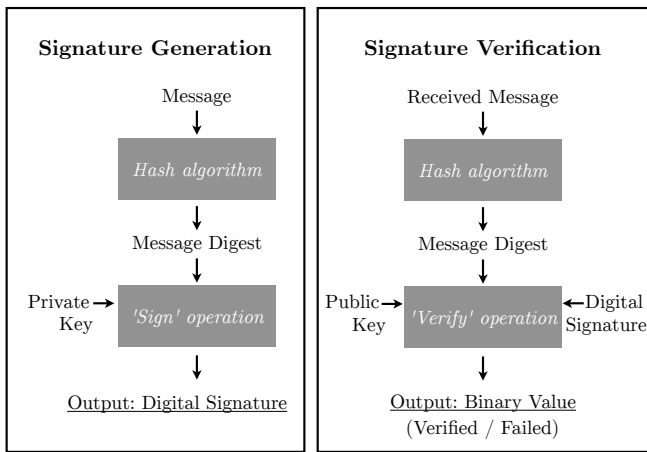 Signature Generation
Message
Hash algorithm
Message Digest
Private
Key
'Sign' operation
Output: Digital Signature
Signature Verification
Received Message
Hash algorithm
Message Digest
Public
Key
'Verify' operation
Digital
Signature
Output: Binary Value
(Verified / Failed)